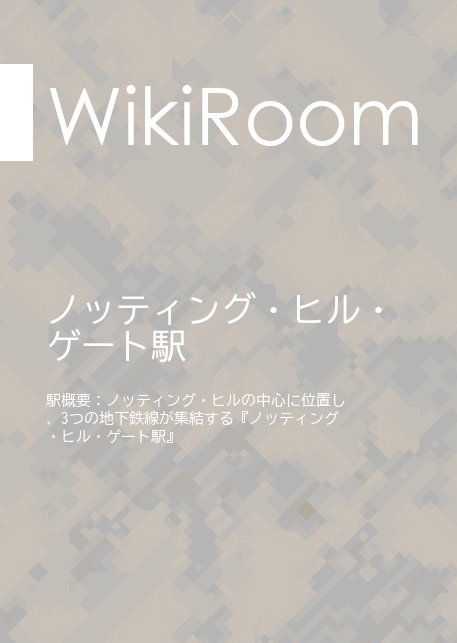 WikiRoom
ノッティング・ヒル・
ゲート駅
駅概要：ノッティング・ヒルの中心に位置し
、3つの地下鉄線が集結する『ノッティング
・ヒル・ゲート駅』